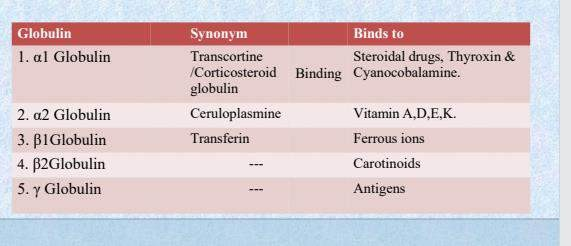 Globulin Synonym Binds to
1. α1 Globulin Transcortine Steroidal drugs, Thyroxin &
/Corticosteroid Binding Cyanocobalamine.
globulin
2. α2 Globulin Ceruloplasmine Vitamin A,D,E,K.
3. β1Globulin Transferin Ferrous ions
4. β2Globulin --- Carotinoids
5. γ Globulin --- Antigens